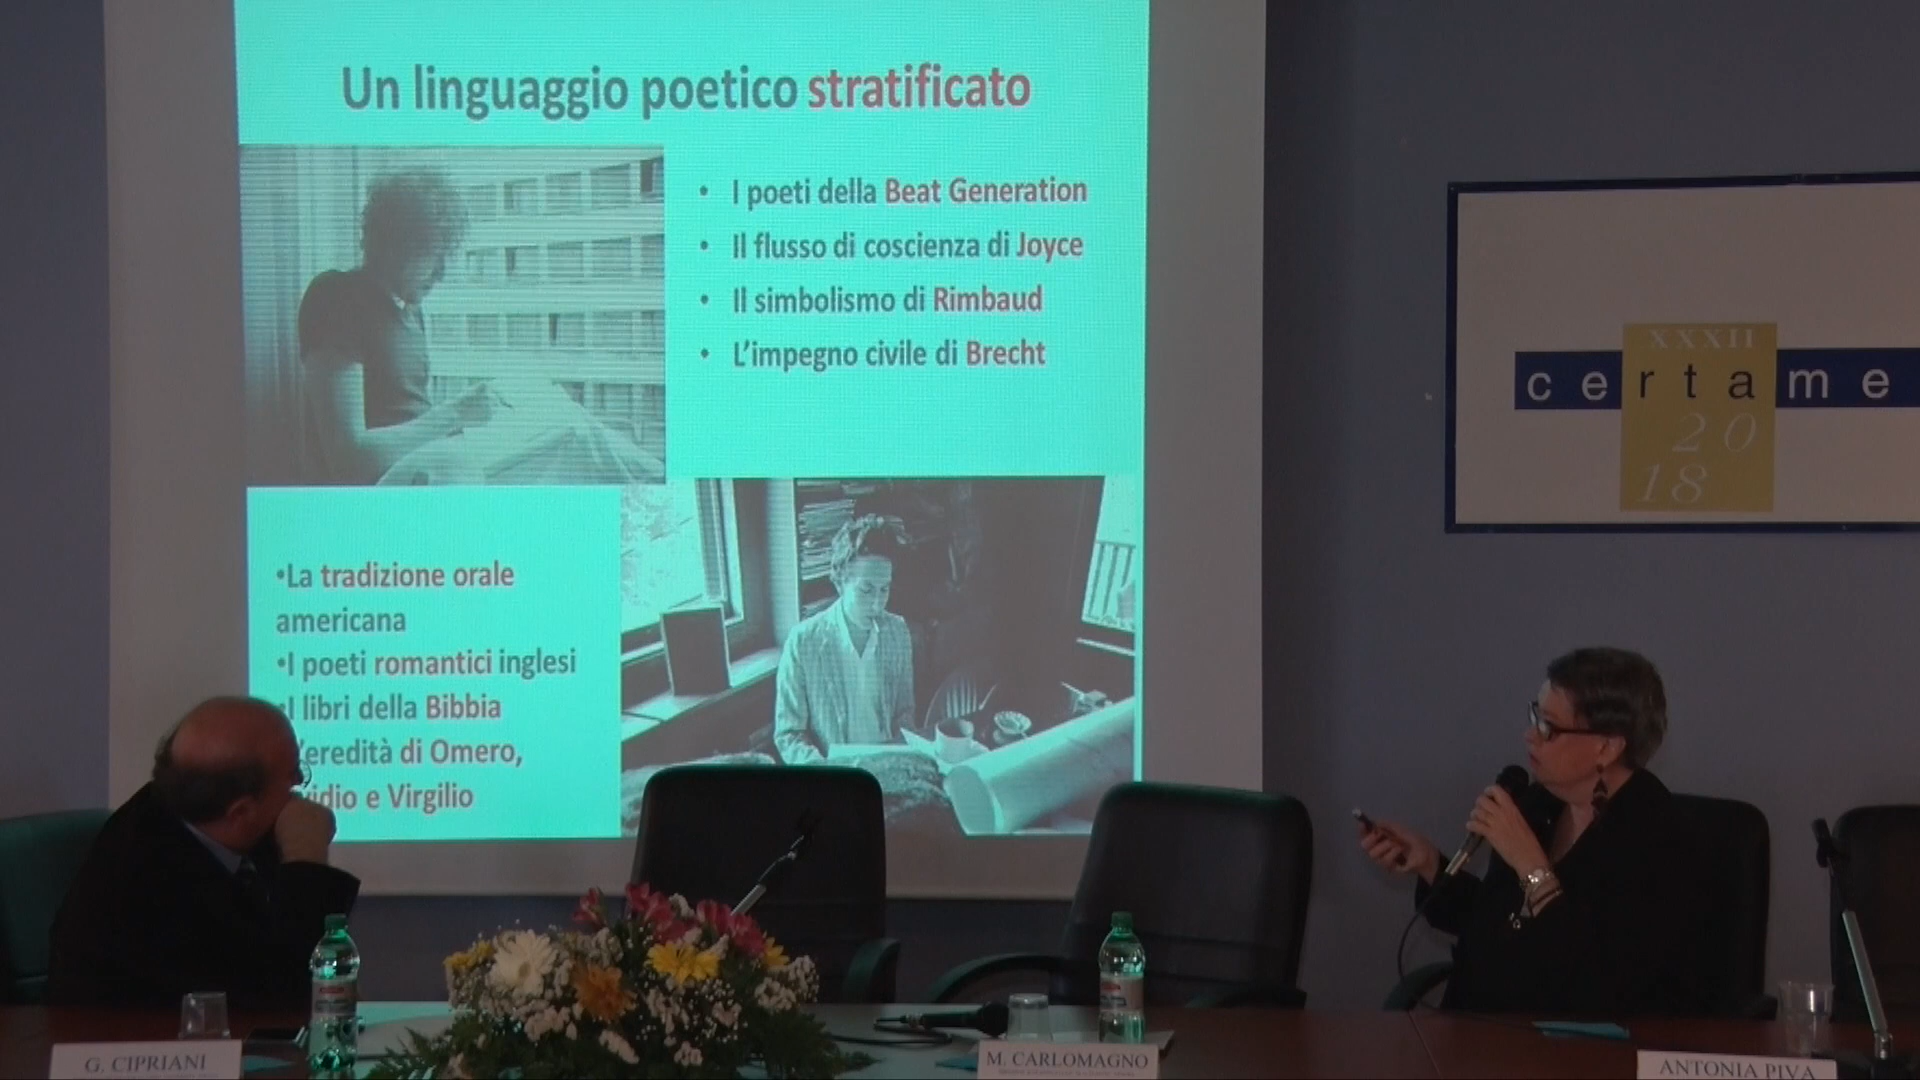 Un linguaggio poetico stratificato
• I poeti della Beat Generation
• Il flusso di coscienza di Joyce
• Il simbolismo di Rimbaud
• L'impegno civile di Brecht
•La tradizione orale
americana
•I poeti romantici inglesi
•I libri della Bibbia
eredità di Omero,
vidio e Virgilio
XXXII
certame
20
18
G. CIPRIANI
M. CARLOMAGNO
ANTONIA PIVA